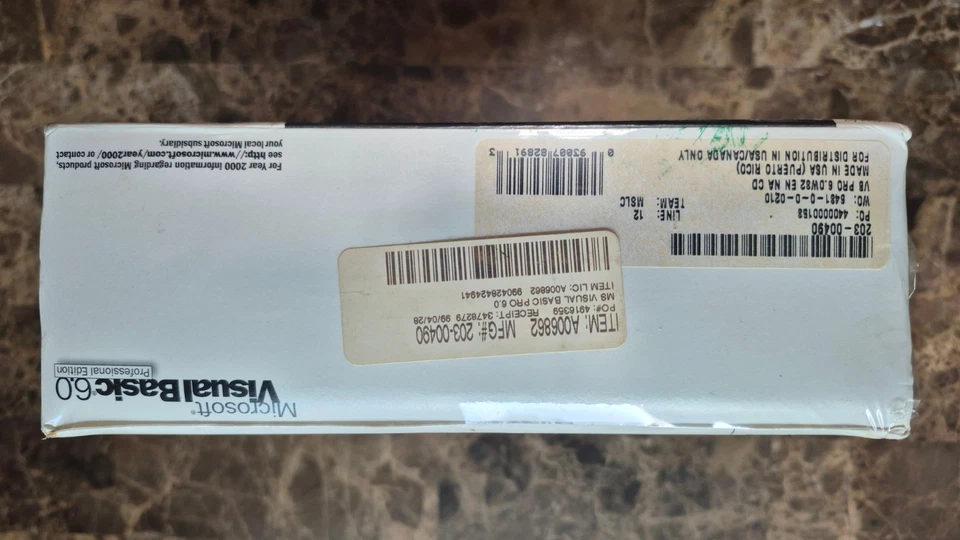 Microsoft®
Visual Basic® 6.0
Professional Edition
ITEM: A006862 MFG#: 203-00490
PO#: 4916359 RECEIPT: 3478279 99/04/28
MS VISUAL BASIC PRO 6.0
ITEM LIC: A006862 990428424941
203-00490
PO: 440000158 LINE: 12 MSLC
WO: 5481-0-0-0210 TEAM:
VB PRO 6.0W32 EN NA CD
MADE IN USA (PUERTO RICO)
FOR DISTRIBUTION IN USA/CANADA ONLY
0 93007 82891 3
For Year 2000 information regarding Microsoft products,
see http://www.microsoft.com/year2000/ or contact
your local Microsoft subsidiary.